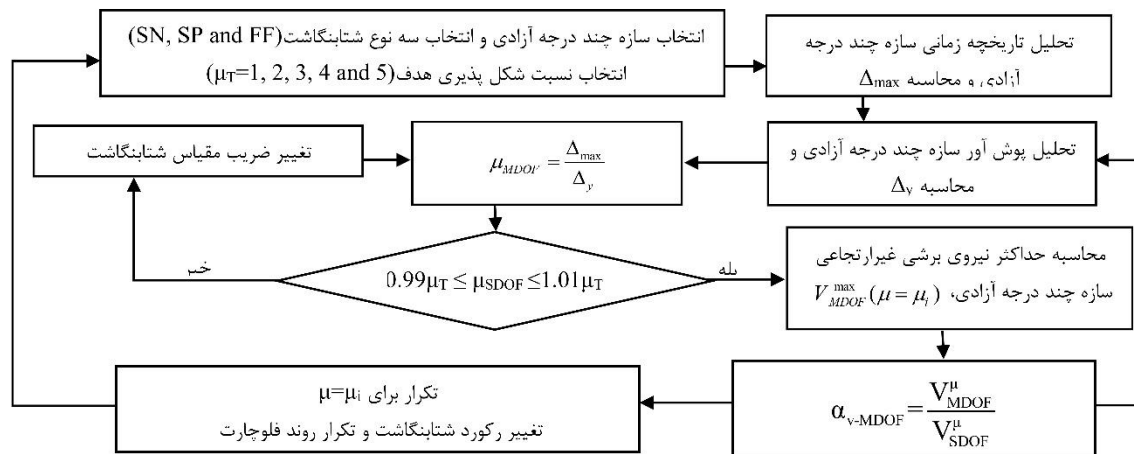 انتخاب سازه چند درجه آزادی و انتخاب سه نوع شتابنگاشت(SN, SP and FF)
انتخاب نسبت شکل پذیری هدف(μT=1, 2, 3, 4 and 5)
تحلیل تاریخچه زمانی سازه چند درجه
آزادی و محاسبه Δmax
تحلیل پوش آور سازه چند درجه آزادی و
محاسبه Δy
μMDOF = Δmax / Δy
تغییر ضریب مقیاس شتابنگاشت
0.99μT ≤ μSDOF ≤1.01μT
خیر
بله
محاسبه حداکثر نیروی برشی غیرارتجاعی
سازه چند درجه آزادی، V^max_MDOF (μ = μi)
αv-MDOF = V^μ_MDOF / V^μ_SDOF
تکرار برای μ=μi
تغییر رکورد شتابنگاشت و تکرار روند فلوچارت